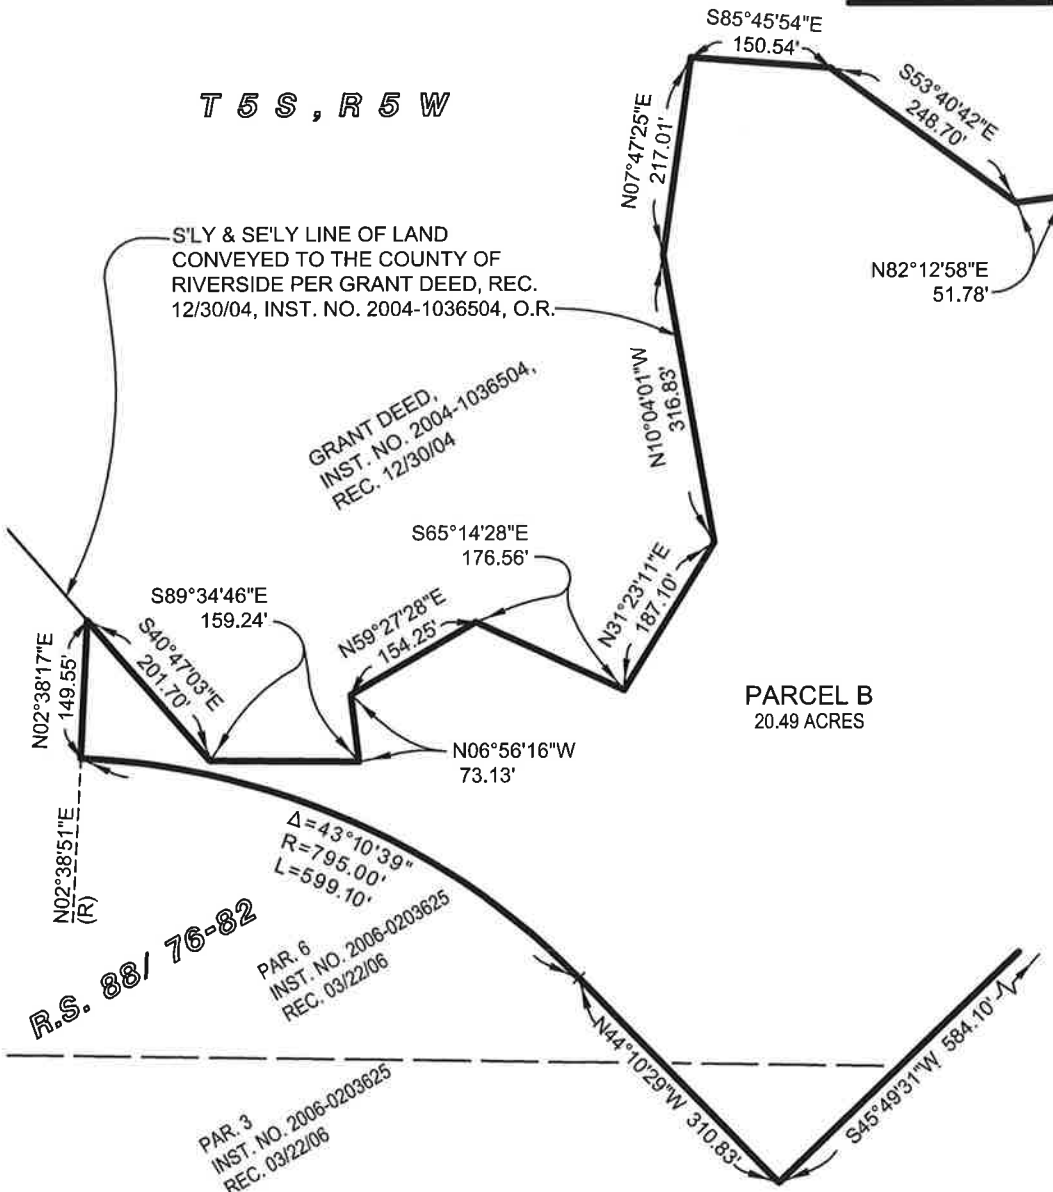 S85°45'54"E
150.54'
T 5 S , R 5 W
S53°40'42"E
248.70'
N07°47'25"E
217.01'
S'LY & SE'LY LINE OF LAND
CONVEYED TO THE COUNTY OF
RIVERSIDE PER GRANT DEED, REC.
12/30/04, INST. NO. 2004-1036504, O.R.
N82°12'58"E
51.78'
GRANT DEED,
INST. NO. 2004-1036504,
REC. 12/30/04
N10°04'01"W
316.83'
S65°14'28"E
176.56'
S89°34'46"E
159.24'
N59°27'28"E
154.25'
N31°23'11"E
187.10'
N02°38'17"E
149.55'
S40°47'03"E
201.70'
PARCEL B
20.49 ACRES
N06°56'16"W
73.13'
N02°38'51"E
(R)
Δ=43°10'39"
R=795.00'
L=599.10'
R.S. 88/ 76-82
PAR. 6
INST. NO. 2006-0203625
REC. 03/22/06
N44°10'29"W 310.83'
S45°49'31"W 584.10'
PAR. 3
INST. NO. 2006-0203625
REC. 03/22/06